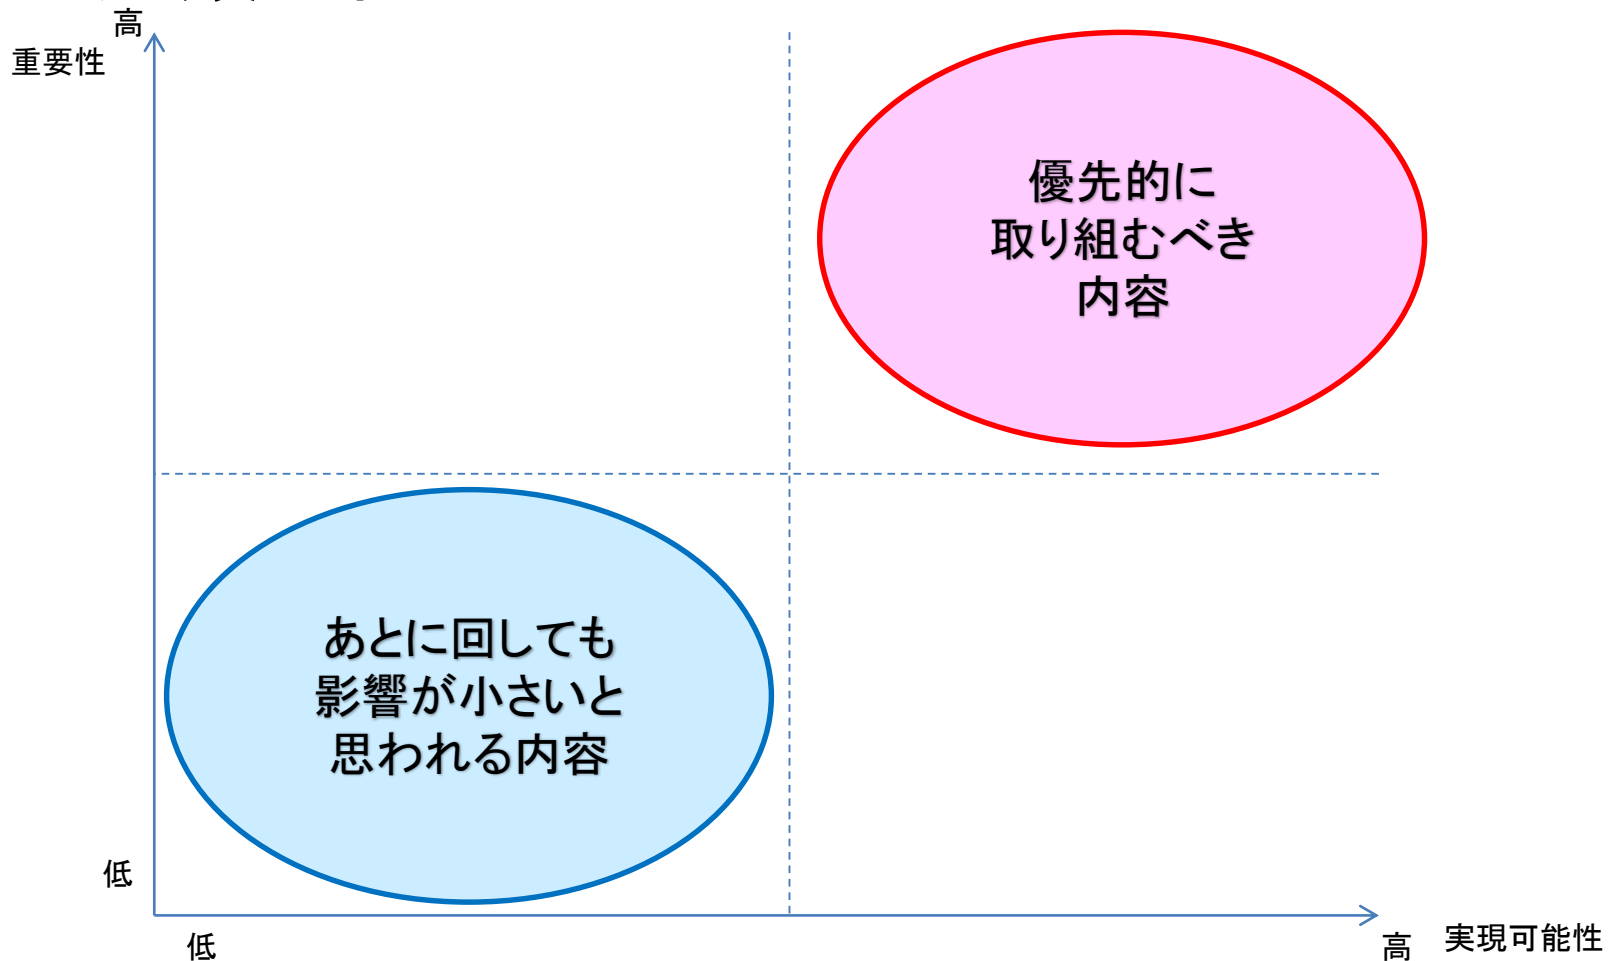 高
重要性
優先的に
取り組むべき
内容
あとに回しても
影響が小さいと
思われる内容
低
低
高
実現可能性